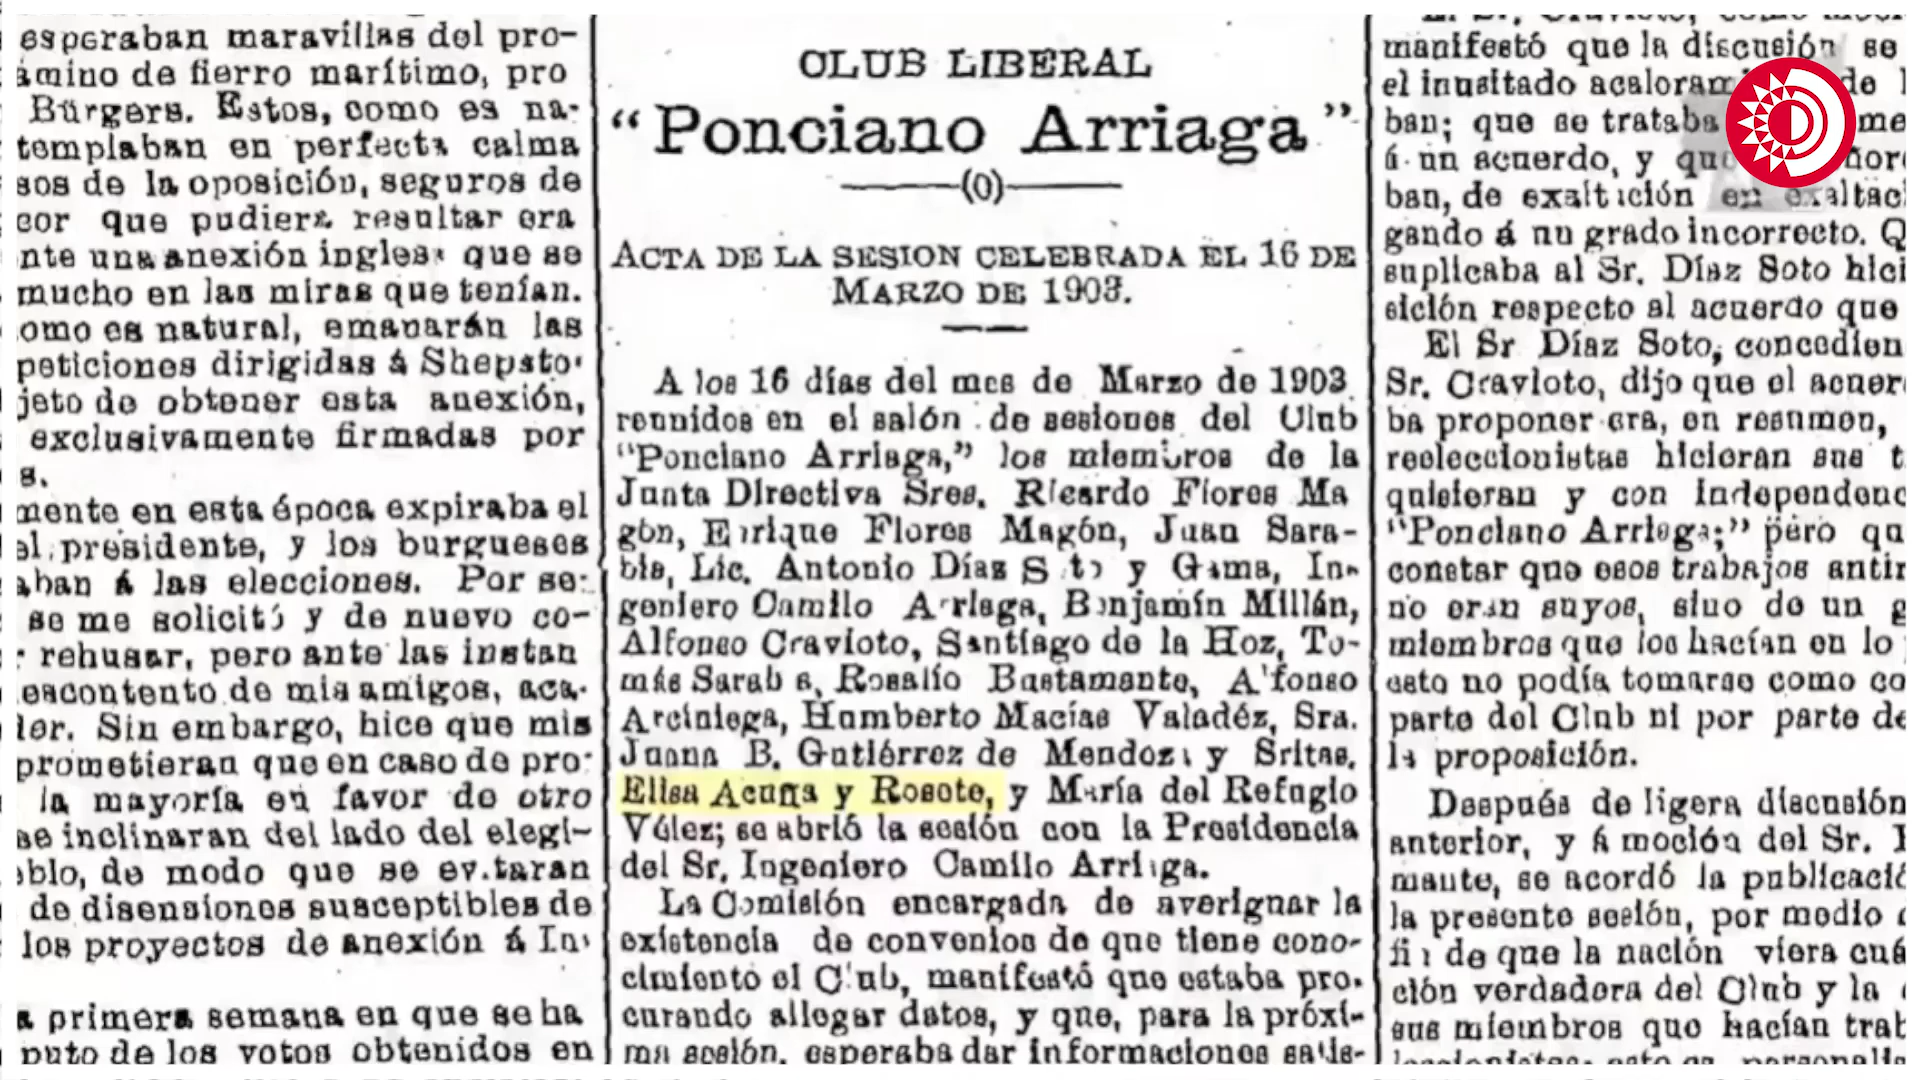 esperaban maravillas del pro-
amino de fierro marítimo, pro
Bürgers. Estos, como es na-
templaban en perfecta calma
sos de la oposición, seguros de
eor que pudiera resultar era
nte una anexión inglesa que se
mucho en las miras que tenían.
omo es natural, emanarán las
peticiones dirigidas á Shepsto-
jeto de obtener esta anexión,
exclusivamente firmadas por
s.
mente en esta época expiraba el
el presidente, y los burgueses
aban á las elecciones. Por se-
se me solicitó y de nuevo co-
rehusar, pero ante las instan
escontento de mis amigos, aca-
ler. Sin embargo, hice que mis
prometieran que en caso de pro-
la mayoría en favor de otro
se inclinaran del lado del elegi-
eblo, de modo que se evitaran
de disensiones susceptibles de
los proyectos de anexión á In-
a primera semana en que se ha
puto de los votos obtenidos en
CLUB LIBERAL
“Ponciano Arriaga”
(0)
ACTA DE LA SESION CELEBRADA EL 16 DE
MARZO DE 1903.
A los 16 días del mes de Marzo de 1903
reunidos en el salón de sesiones del Club
“Ponciano Arriaga,” los miembros de la
Junta Directiva Sres. Ricardo Flores Ma
gón, Enrique Flores Magón, Juan Sara-
bia, Lic. Antonio Díaz Soto y Gama, In-
geniero Camilo Arriaga, Benjamín Millán,
Alfonso Cravioto, Santiago de la Hoz, To-
más Sarabia, Rosalío Bustamante, Alfonso
Arciniega, Humberto Macías Valadéz, Sra.
Juana B. Gutiérrez de Mendoza y Sritas.
Elisa Acuña y Rosete, y María del Refugio
Vélez; se abrió la sesión con la Presidencia
del Sr. Ingeniero Camilo Arriaga.
La Comisión encargada de averiguar la
existencia de convenios de que tiene cono-
cimiento el Club, manifestó que estaba pro-
curando allegar datos, y que, para la próxi-
ma sesión, esperaba dar informaciones satis-
manifestó que la discusión se
el inusitado acaloram de
ban; que se trataba me
á un acuerdo, y que ñore
ban, de exaltación en exaltaci
gando á un grado incorrecto. Q
suplicaba al Sr. Díaz Soto hici
sición respecto al acuerdo que
El Sr Díaz Soto, concedien
Sr. Cravioto, dijo que el acuer
ba proponer era, en resumen,
reeleccionistas hicieran sus t
quisieran y con independenc
“Ponciano Arriaga;” pero qu
constar que esos trabajos antir
no eran suyos, sino de un g
miembros que los hacían en lo
esto no podía tomarse como co
parte del Club ni por parte de
la proposición.
Después de ligera discusión
anterior, y á moción del Sr.
mante, se acordó la publicació
la presente sesión, por medio
fin de que la nación viera cuá
ción verdadera del Club y la
sus miembros que hacían trab